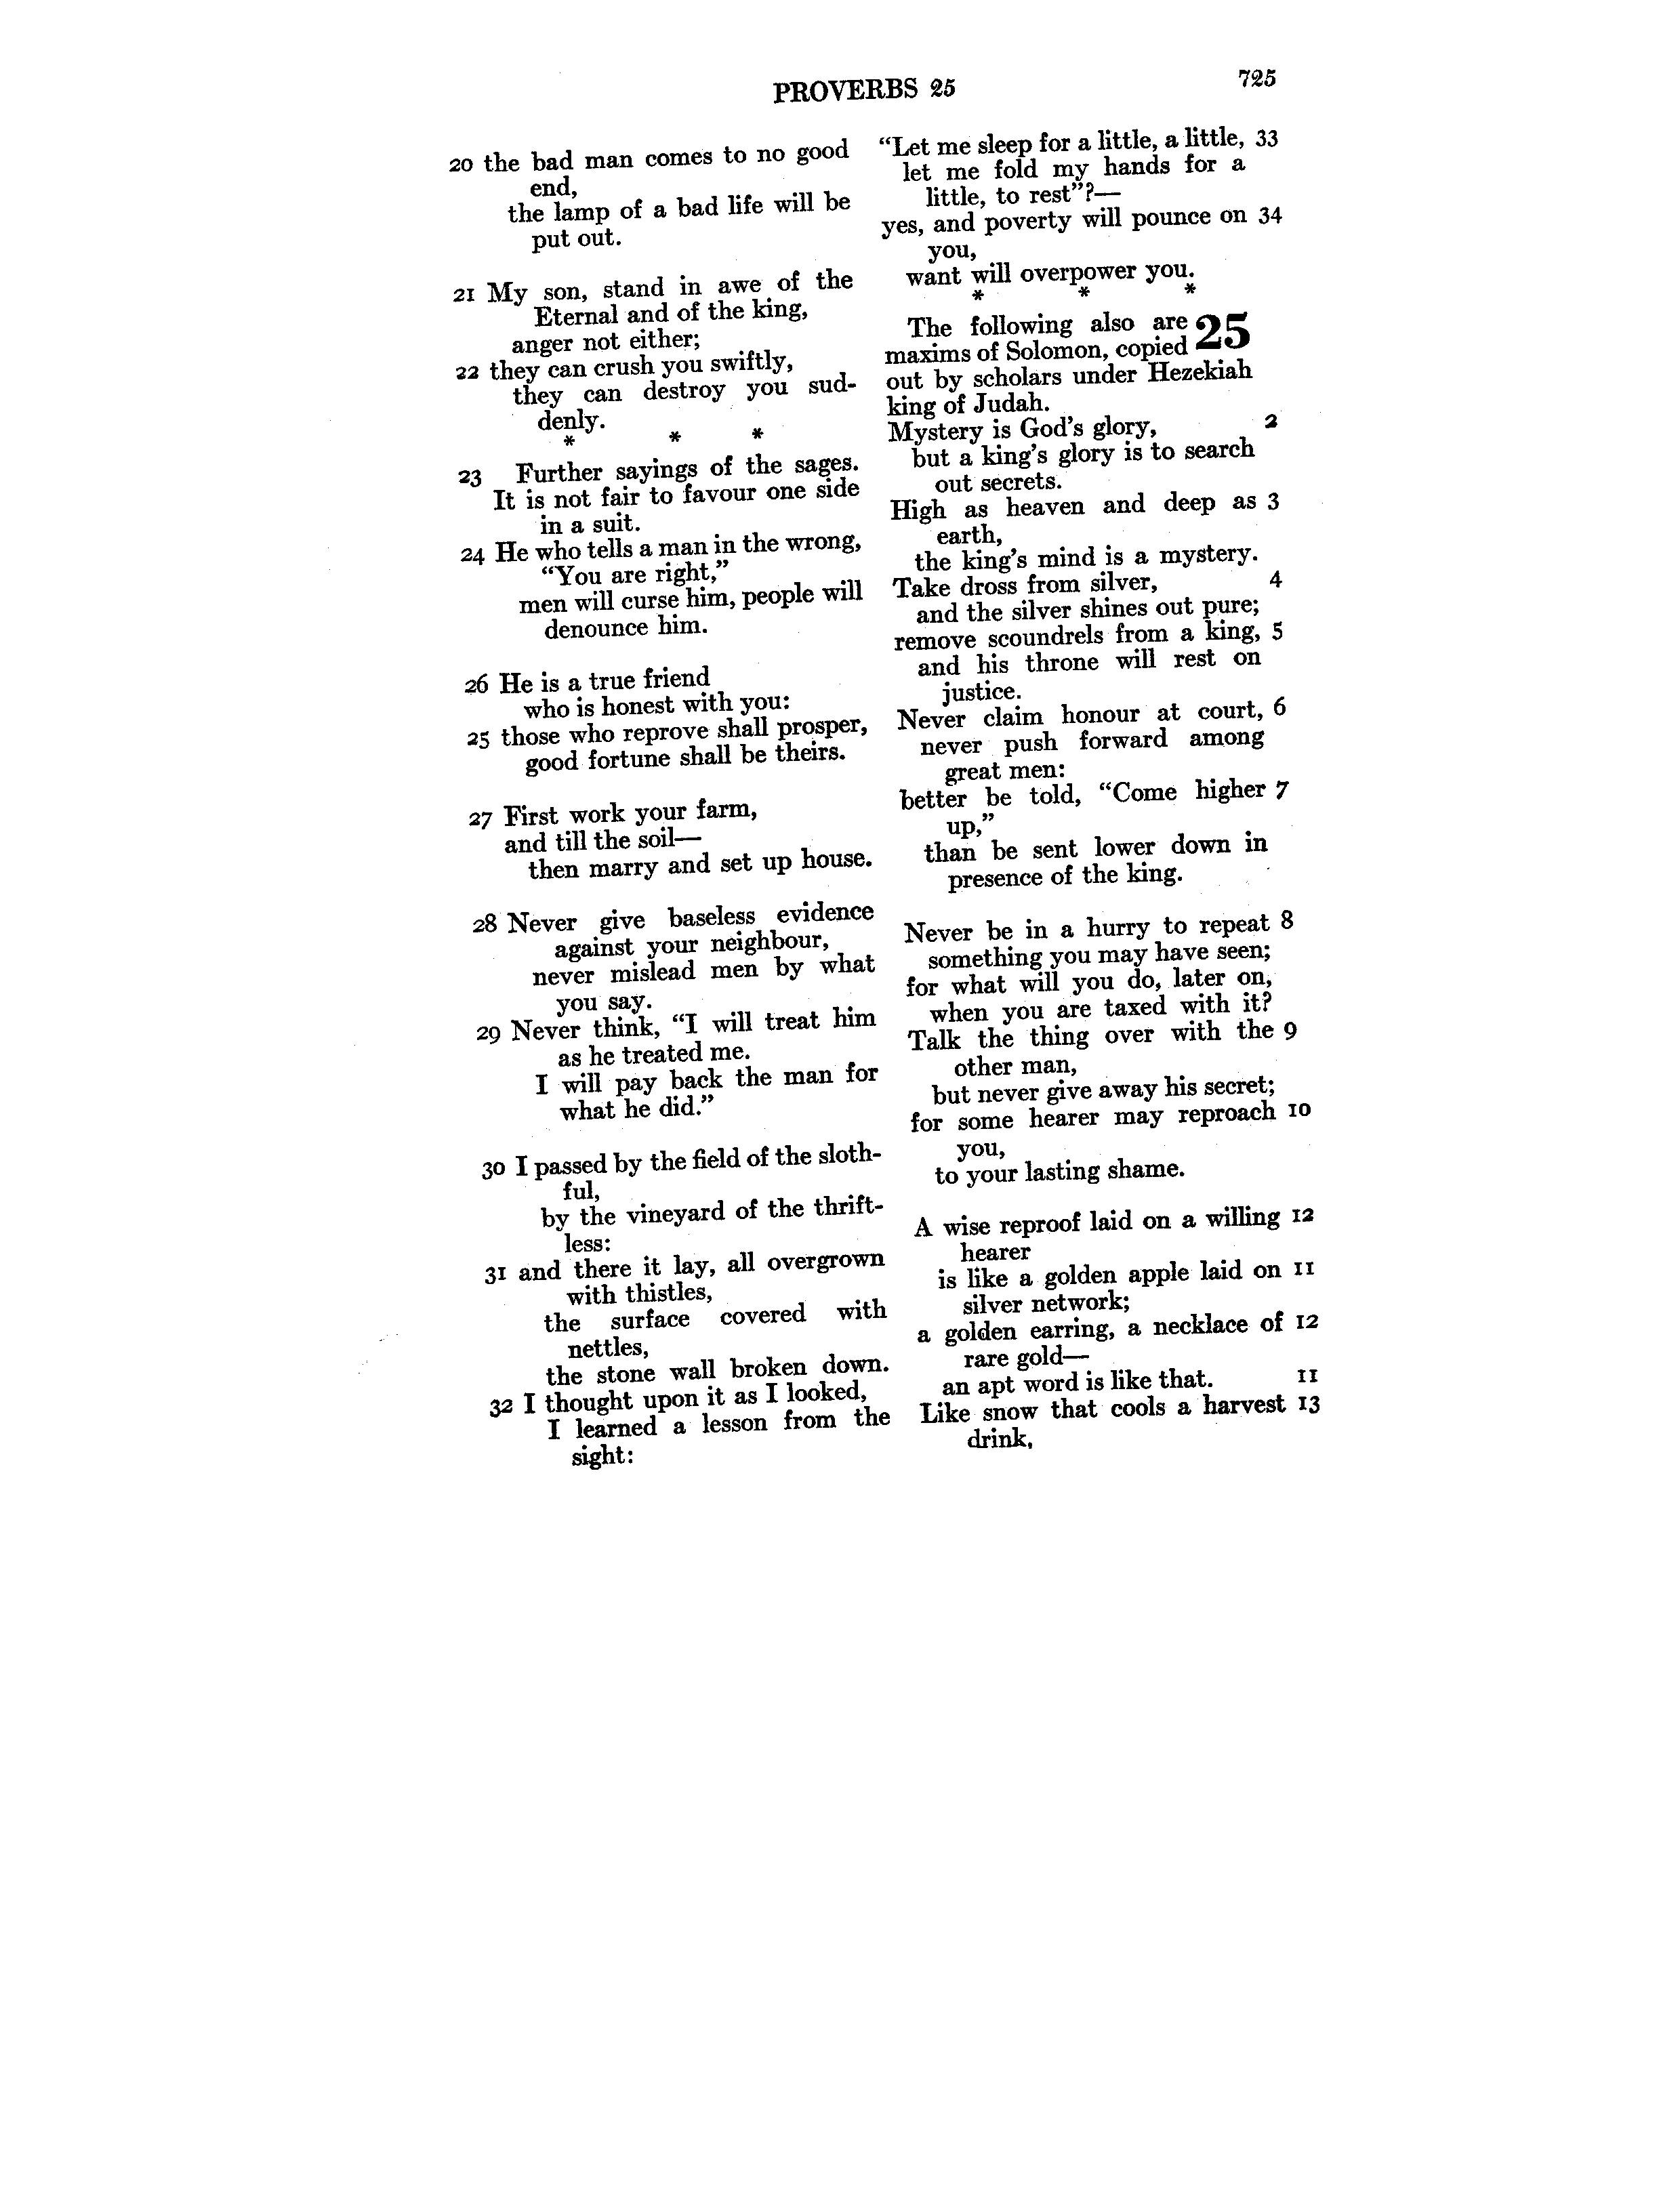 PROVERBS 25 725
20 the bad man comes to no good
end,
the lamp of a bad life will be
put out.
21 My son, stand in awe of the
Eternal and of the king,
anger not either;
22 they can crush you swiftly,
they can destroy you sud-
denly.
* * *
23 Further sayings of the sages.
It is not fair to favour one side
in a suit.
24 He who tells a man in the wrong,
“You are right,”
men will curse him, people will
denounce him.
26 He is a true friend
who is honest with you:
25 those who reprove shall prosper,
good fortune shall be theirs.
27 First work your farm,
and till the soil—
then marry and set up house.
28 Never give baseless evidence
against your neighbour,
never mislead men by what
you say.
29 Never think, “I will treat him
as he treated me.
I will pay back the man for
what he did.”
30 I passed by the field of the sloth-
ful,
by the vineyard of the thrift-
less:
31 and there it lay, all overgrown
with thistles,
the surface covered with
nettles,
the stone wall broken down.
32 I thought upon it as I looked,
I learned a lesson from the
sight:
“Let me sleep for a little, a little, 33
let me fold my hands for a
little, to rest”?—
yes, and poverty will pounce on 34
you,
want will overpower you.
* * *
The following also are 25
maxims of Solomon, copied
out by scholars under Hezekiah
king of Judah.
Mystery is God's glory, 2
but a king's glory is to search
out secrets.
High as heaven and deep as 3
earth,
the king's mind is a mystery.
Take dross from silver, 4
and the silver shines out pure;
remove scoundrels from a king, 5
and his throne will rest on
justice.
Never claim honour at court, 6
never push forward among
great men:
better be told, “Come higher 7
up,”
than be sent lower down in
presence of the king.
Never be in a hurry to repeat 8
something you may have seen;
for what will you do, later on,
when you are taxed with it?
Talk the thing over with the 9
other man,
but never give away his secret;
for some hearer may reproach 10
you,
to your lasting shame.
A wise reproof laid on a willing 12
hearer
is like a golden apple laid on 11
silver network;
a golden earring, a necklace of 12
rare gold—
an apt word is like that. 11
Like snow that cools a harvest 13
drink,